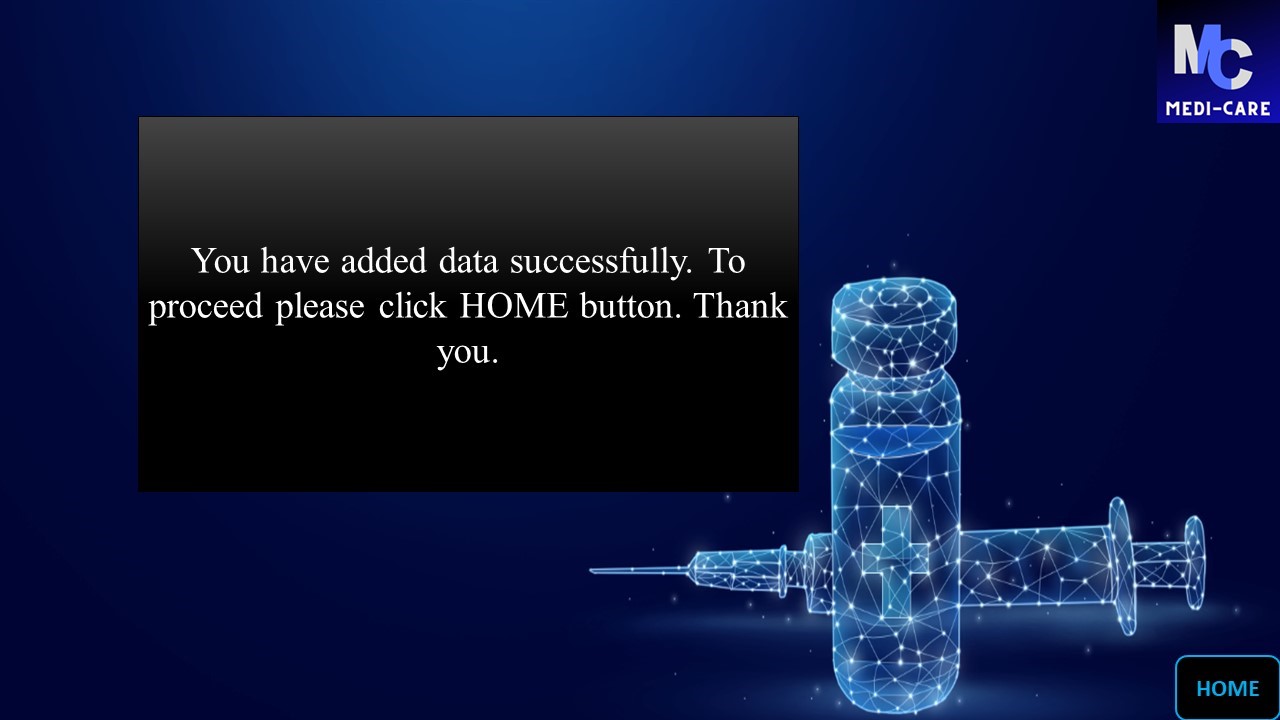 MC
MEDI-CARE
You have added data successfully. To
proceed please click HOME button. Thank
you.
HOME